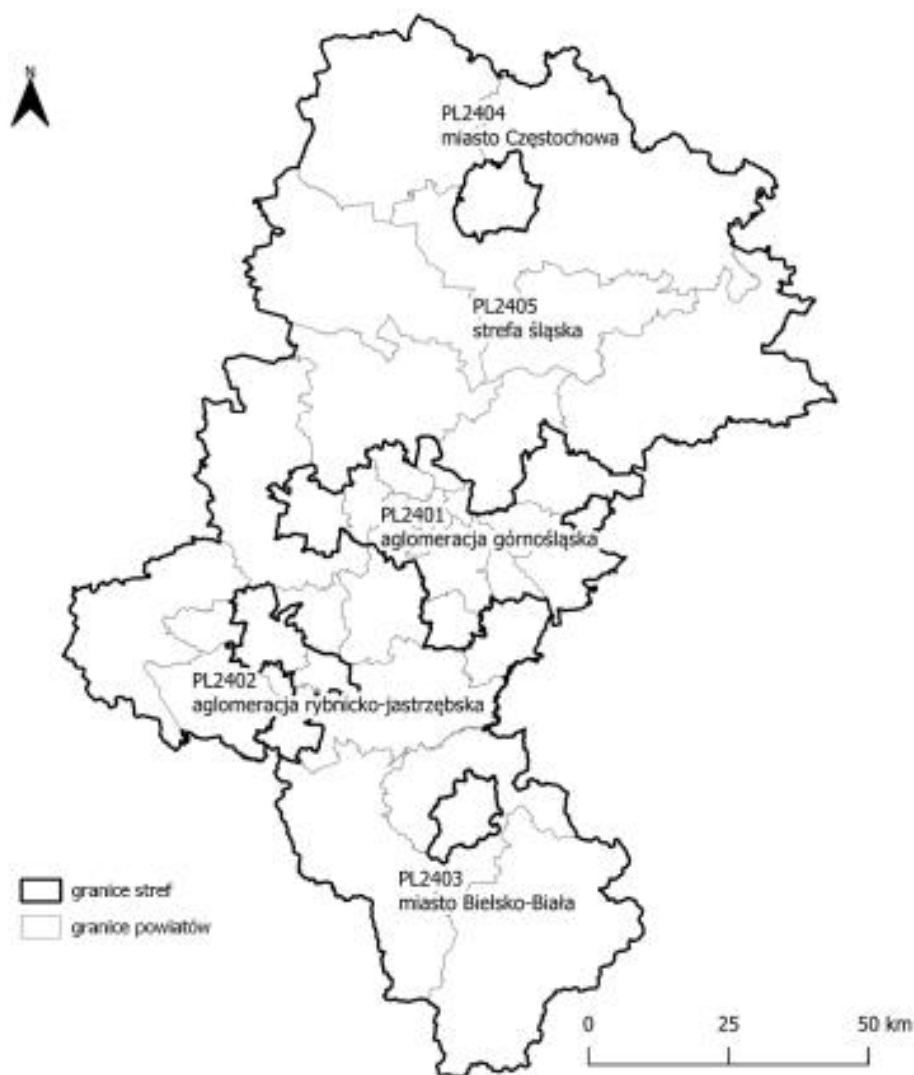 N
PL2404
miasto Częstochowa
PL2405
strefa śląska
PL2401
aglomeracja górnośląska
PL2402
aglomeracja rybnicko-jastrzębska
PL2403
miasto Bielsko-Biała
granice stref
granice powiatów
0 25 50 km